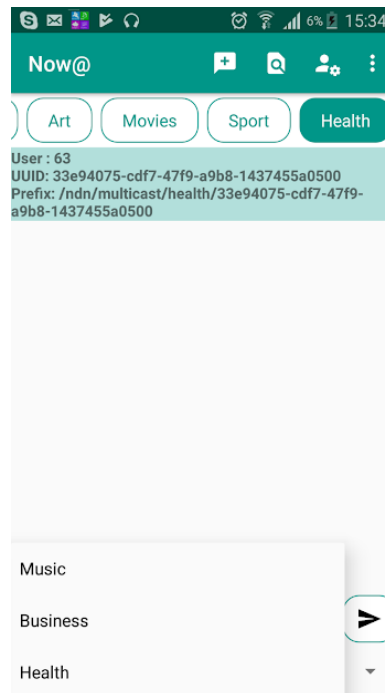 6% 15:34
Now@
Art Movies Sport Health
User : 63
UUID: 33e94075-cdf7-47f9-a9b8-1437455a0500
Prefix: /ndn/multicast/health/33e94075-cdf7-47f9-
a9b8-1437455a0500
Music
Business
Health